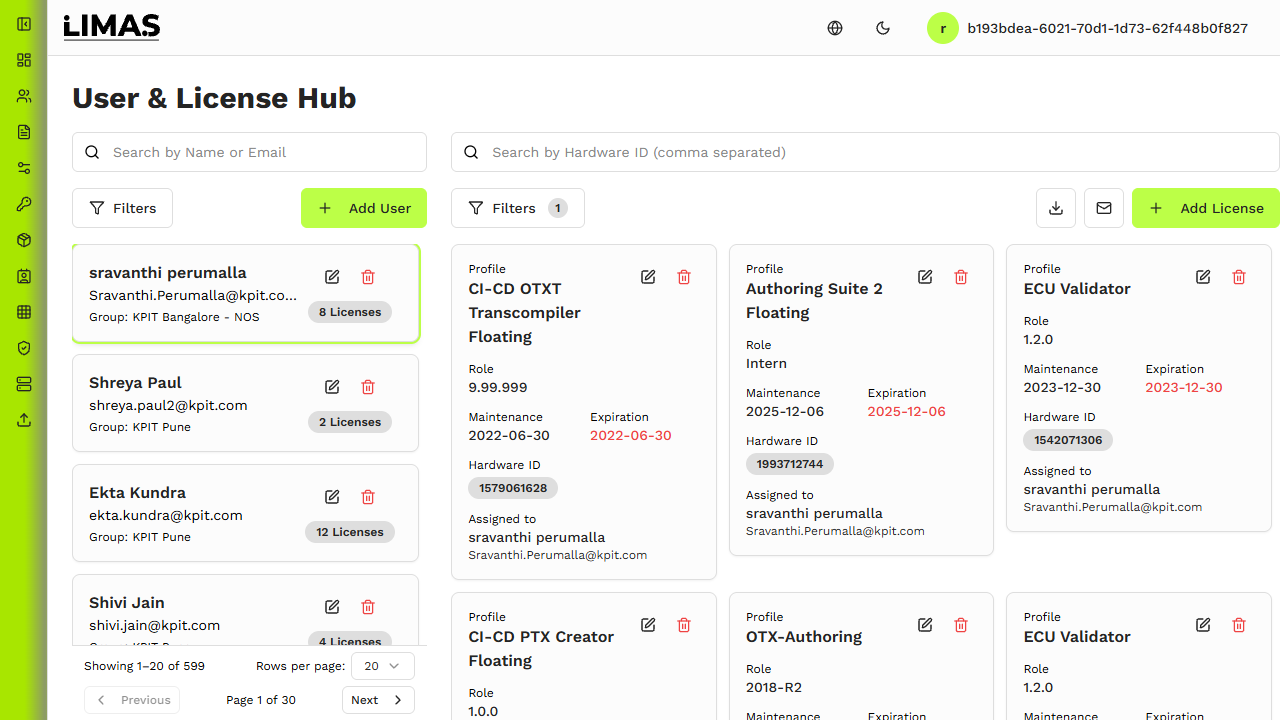 LIMAS
r
b193bdea-6021-70d1-1d73-62f448b0f827
User & License Hub
Search by Name or Email
Filters
Add User
sravanthi perumalla
Sravanthi.Perumalla@kpit.co...
Group: KPIT Bangalore - NOS
8 Licenses
Shreya Paul
shreya.paul2@kpit.com
Group: KPIT Pune
2 Licenses
Ekta Kundra
ekta.kundra@kpit.com
Group: KPIT Pune
12 Licenses
Shivi Jain
shivi.jain@kpit.com
4 Licenses
Showing 1–20 of 599
Rows per page:
20
Previous
Page 1 of 30
Next
Search by Hardware ID (comma separated)
Filters
1
Add License
Profile
CI-CD OTXT
Transcompiler
Floating
Role
9.99.999
Maintenance
2022-06-30
Expiration
2022-06-30
Hardware ID
1579061628
Assigned to
sravanthi perumalla
Sravanthi.Perumalla@kpit.com
Profile
Authoring Suite 2
Floating
Role
Intern
Maintenance
2025-12-06
Expiration
2025-12-06
Hardware ID
1993712744
Assigned to
sravanthi perumalla
Sravanthi.Perumalla@kpit.com
Profile
ECU Validator
Role
1.2.0
Maintenance
2023-12-30
Expiration
2023-12-30
Hardware ID
1542071306
Assigned to
sravanthi perumalla
Sravanthi.Perumalla@kpit.com
Profile
CI-CD PTX Creator
Floating
Role
1.0.0
Profile
OTX-Authoring
Role
2018-R2
Maintenance
Expiration
Profile
ECU Validator
Role
1.2.0
Maintenance
Expiration